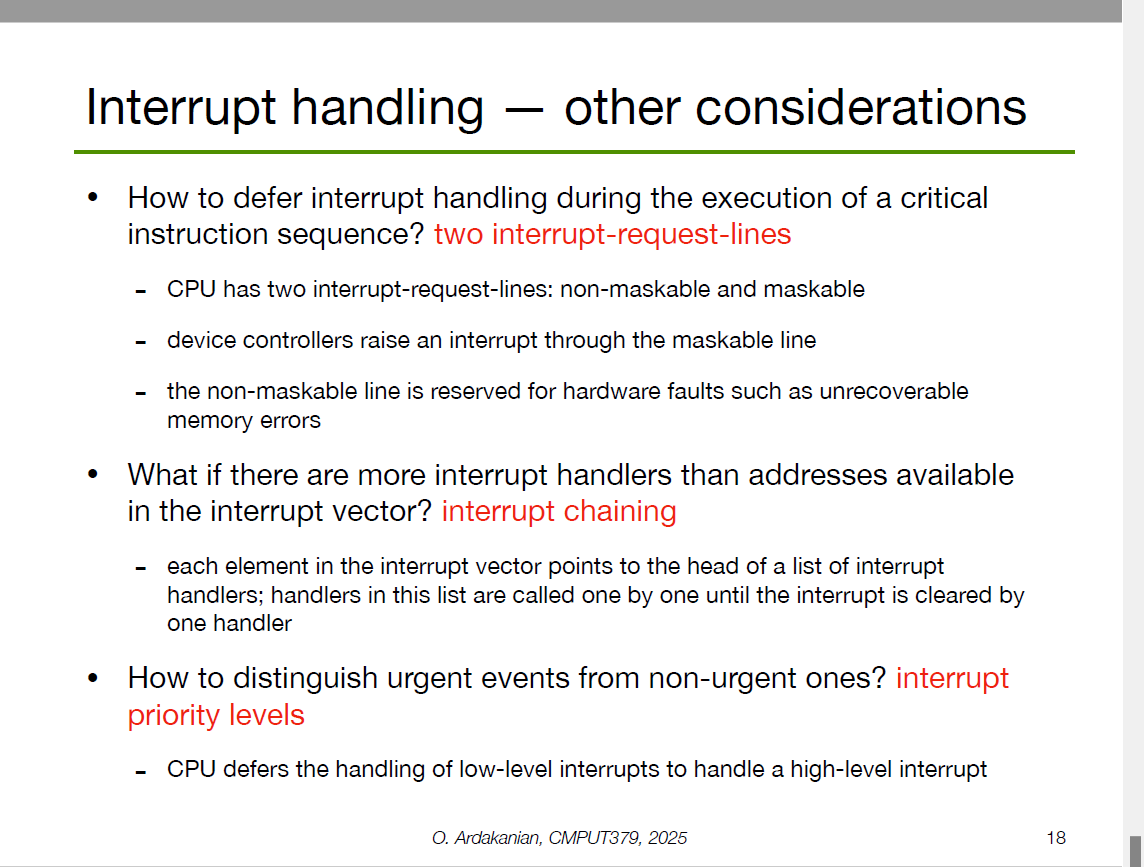 Interrupt handling — other considerations
• How to defer interrupt handling during the execution of a critical
instruction sequence? two interrupt-request-lines
- CPU has two interrupt-request-lines: non-maskable and maskable
- device controllers raise an interrupt through the maskable line
- the non-maskable line is reserved for hardware faults such as unrecoverable
memory errors
• What if there are more interrupt handlers than addresses available
in the interrupt vector? interrupt chaining
- each element in the interrupt vector points to the head of a list of interrupt
handlers; handlers in this list are called one by one until the interrupt is cleared by
one handler
• How to distinguish urgent events from non-urgent ones? interrupt
priority levels
- CPU defers the handling of low-level interrupts to handle a high-level interrupt
O. Ardakanian, CMPUT379, 2025
18